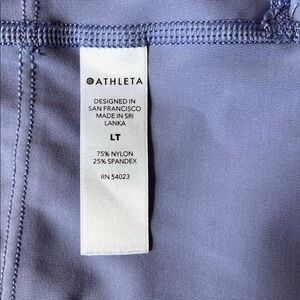 ATHLETA
DESIGNED IN
SAN FRANCISCO
MADE IN SRI
LANKA
LT
75% NYLON
25% SPANDEX
RN 54023